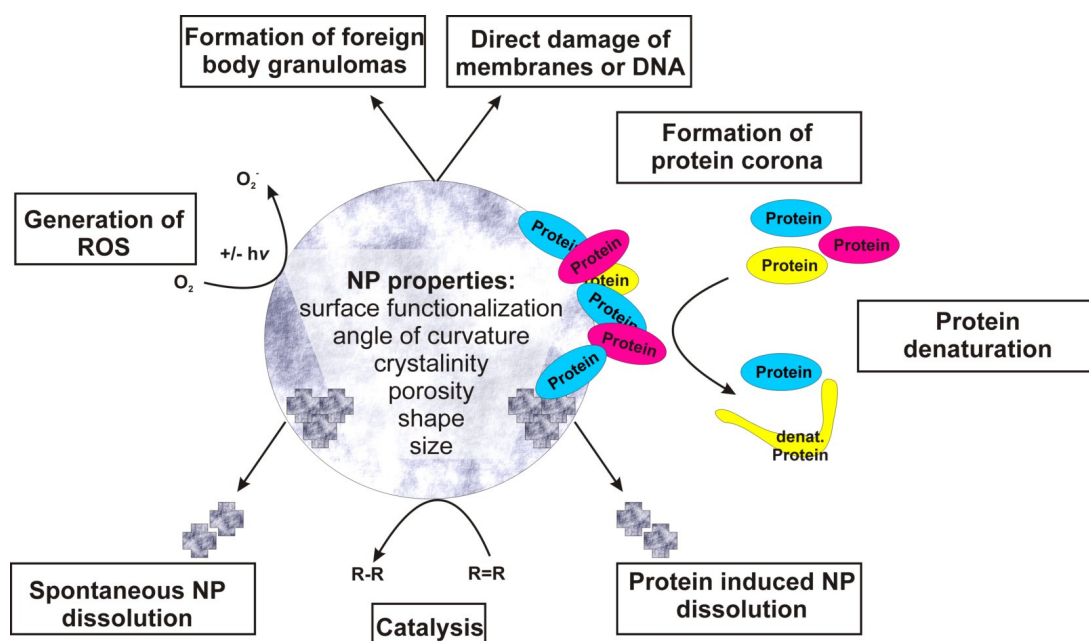 Formation of foreign
body granulomas
Direct damage of
membranes or DNA
Formation of
protein corona
Generation of
ROS
O₂⁻
+/- hv
O₂
NP properties:
surface functionalization
angle of curvature
crystalinity
porosity
shape
size
Protein
Protein
rotein
Protein
Protein
Protein
Protein
Protein
Protein
Protein
denaturation
Protein
denat.
Protein
Spontaneous NP
dissolution
R-R
R=R
Catalysis
Protein induced NP
dissolution